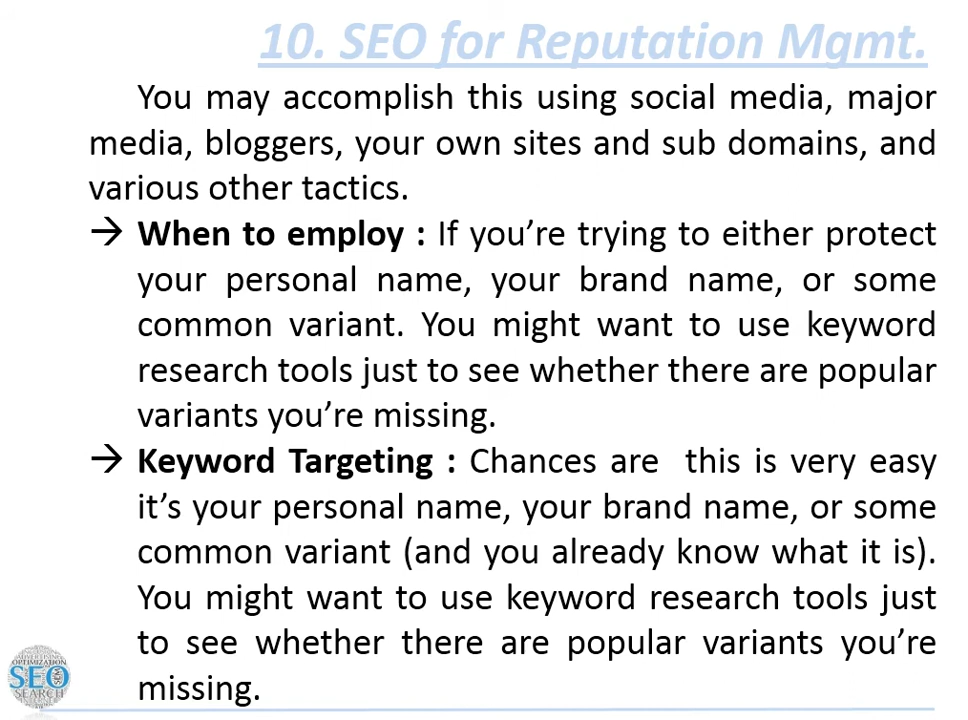 10. SEO for Reputation Mgmt.
You may accomplish this using social media, major
media, bloggers, your own sites and sub domains, and
various other tactics.
→ When to employ : If you’re trying to either protect
your personal name, your brand name, or some
common variant. You might want to use keyword
research tools just to see whether there are popular
variants you’re missing.
→ Keyword Targeting : Chances are  this is very easy
it’s your personal name, your brand name, or some
common variant (and you already know what it is).
You might want to use keyword research tools just
to see whether there are popular variants you’re
missing.
OPTIMIZATION
SEO
SEARCH